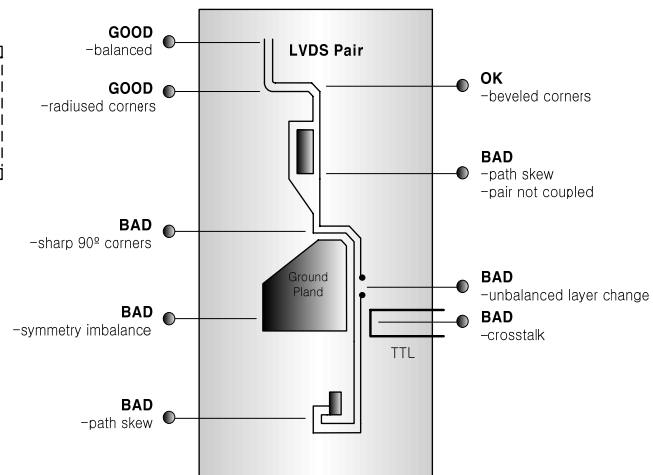 GOOD
-balanced
LVDS Pair
GOOD
-radiused corners
OK
-beveled corners
BAD
-path skew
-pair not coupled
BAD
-sharp 90º corners
Ground
Pland
BAD
-unbalanced layer change
BAD
-symmetry imbalance
BAD
-crosstalk
TTL
BAD
-path skew